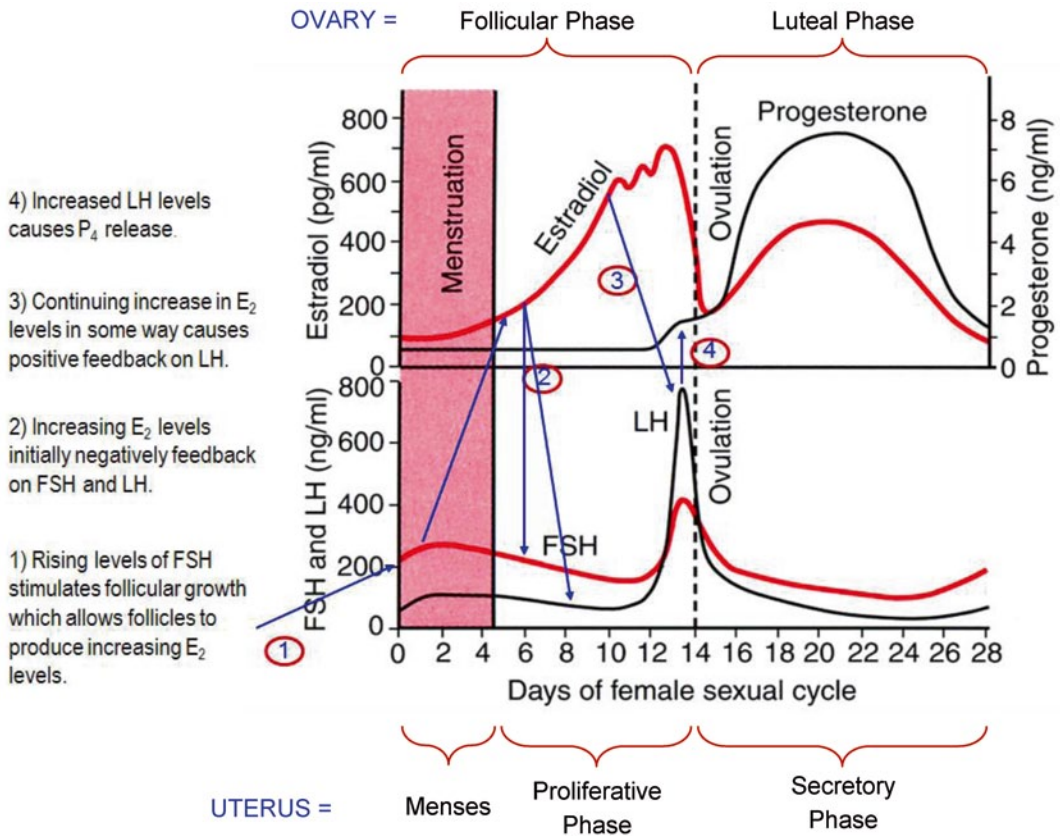 OVARY =
Follicular Phase
Luteal Phase
800
600
400
200
0
Estradiol (pg/ml)
Menstruation
Estradiol
Ovulation
Progesterone
8
6
4
2
0
Progesterone (ng/ml)
4) Increased LH levels
causes P₄ release.
3) Continuing increase in E₂
levels in some way causes
positive feedback on LH.
2) Increasing E₂ levels
initially negatively feedback
on FSH and LH.
1) Rising levels of FSH
stimulates follicular growth
which allows follicles to
produce increasing E₂
levels.
3
4
2
1
800
600
400
200
0
FSH and LH (ng/ml)
LH
FSH
Ovulation
0 2 4 6 8 10 12 14 16 18 20 22 24 26 28
Days of female sexual cycle
UTERUS =
Menses
Proliferative
Phase
Secretory
Phase